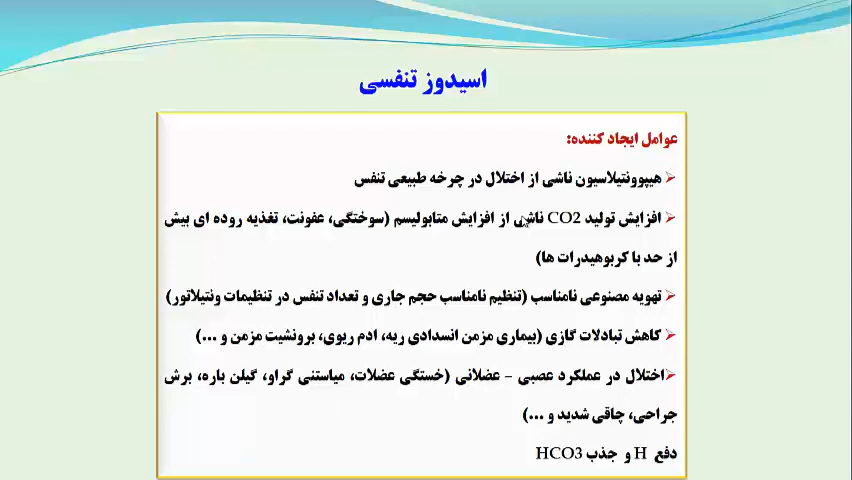 اسیدوز تنفسی
عوامل ایجاد کننده:
هیپوونتیلاسیون ناشی از اختلال در چرخه طبیعی تنفس
افزایش تولید CO2 ناشی از افزایش متابولیسم (سوختگی، عفونت، تغذیه روده ای بیش
از حد با کربوهیدرات ها)
تهویه مصنوعی نامناسب (تنظیم نامناسب حجم جاری و تعداد تنفس در تنظیمات ونتیلاتور)
کاهش تبادلات گازی (بیماری مزمن انسدادی ریه، ادم ریوی، برونشیت مزمن و ...)
اختلال در عملکرد عصبی - عضلانی (خستگی عضلات، میاستنی گراو، گیلن باره، برش
جراحی، چاقی شدید و ...)
دفع H و جذب HCO3